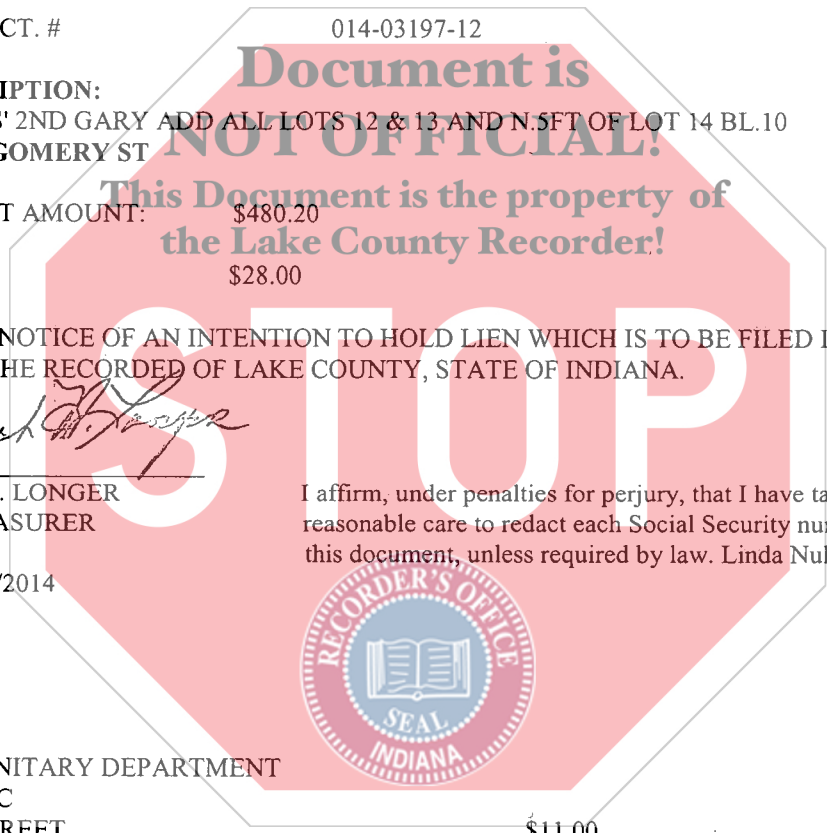 CT. # 014-03197-12
Document is
IPTION:
' 2ND GARY ADD ALL LOTS 12 & 13 AND N.5FT OF LOT 14 BL.10
NOT OFFICIAL!
GOMERY ST
This Document is the property of
T AMOUNT: $480.20
the Lake County Recorder!
$28.00
STOP
NOTICE OF AN INTENTION TO HOLD LIEN WHICH IS TO BE FILED I
HE RECORDED OF LAKE COUNTY, STATE OF INDIANA.
. LONGER
ASURER
I affirm, under penalties for perjury, that I have ta
reasonable care to redact each Social Security nu
this document, unless required by law. Linda Nu
/2014
RECORDER'S OFFICE
SEAL
INDIANA
NITARY DEPARTMENT
C
REET
$11.00